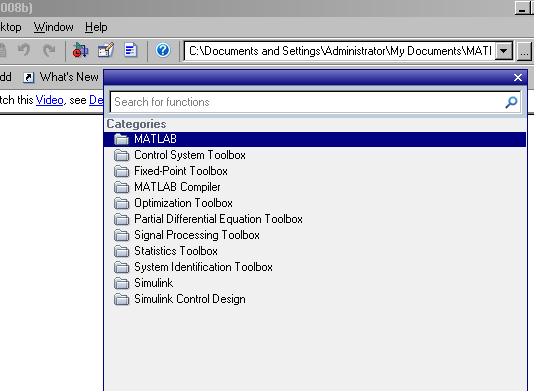 008b)
ktop Window Help
C:\Documents and Settings\Administrator\My Documents\MATI
...
dd What's New
tch this Video, see De
Search for functions
Categories
MATLAB
Control System Toolbox
Fixed-Point Toolbox
MATLAB Compiler
Optimization Toolbox
Partial Differential Equation Toolbox
Signal Processing Toolbox
Statistics Toolbox
System Identification Toolbox
Simulink
Simulink Control Design